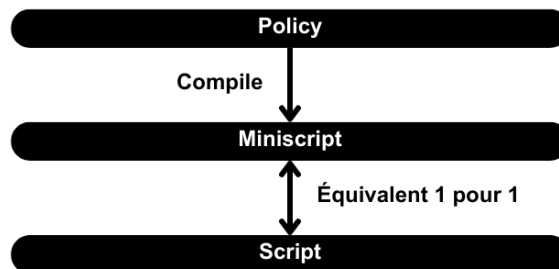 Policy
Compile
Miniscript
Équivalent 1 pour 1
Script